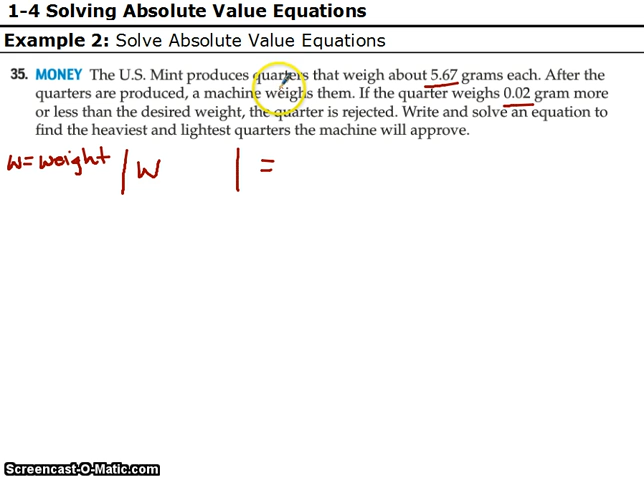 1-4 Solving Absolute Value Equations
Example 2: Solve Absolute Value Equations
35. MONEY The U.S. Mint produces quarters that weigh about 5.67 grams each. After the
quarters are produced, a machine weighs them. If the quarter weighs 0.02 gram more
or less than the desired weight, the quarter is rejected. Write and solve an equation to
find the heaviest and lightest quarters the machine will approve.
w = weight | w | =
Screencast-O-Matic.com